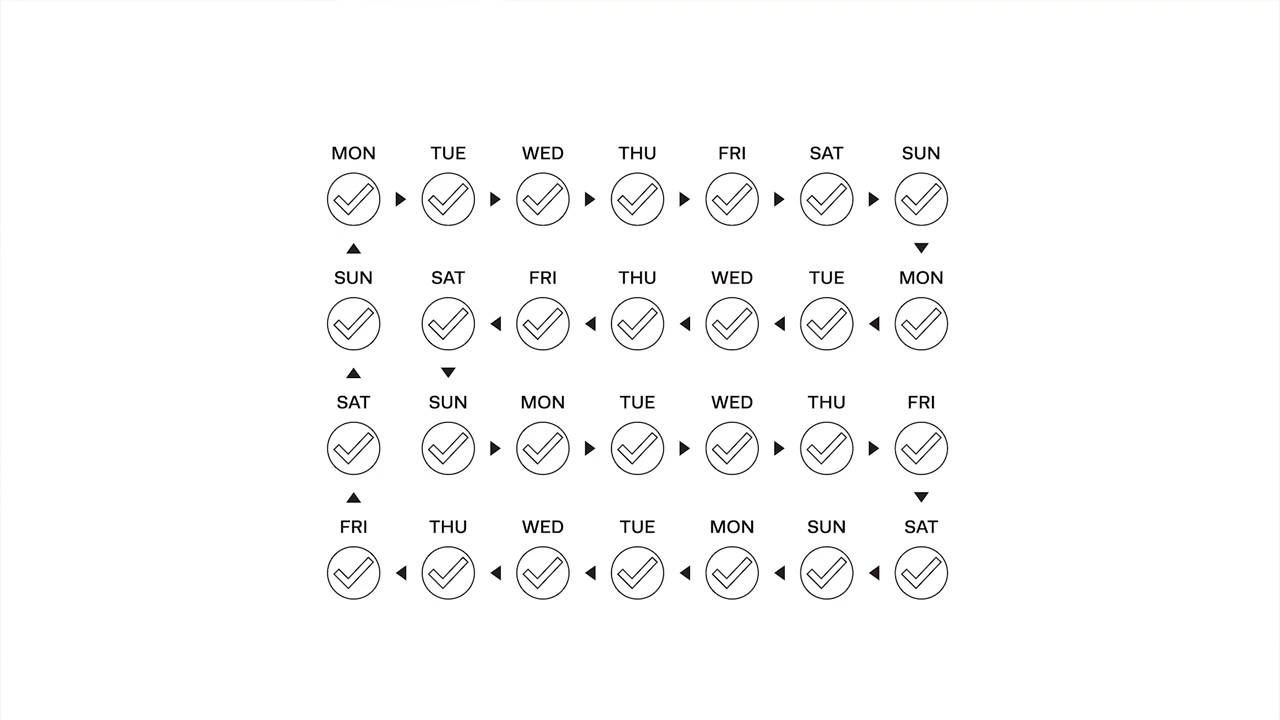 MON TUE WED THU FRI SAT SUN
SUN SAT FRI THU WED TUE MON
SAT SUN MON TUE WED THU FRI
FRI THU WED TUE MON SUN SAT